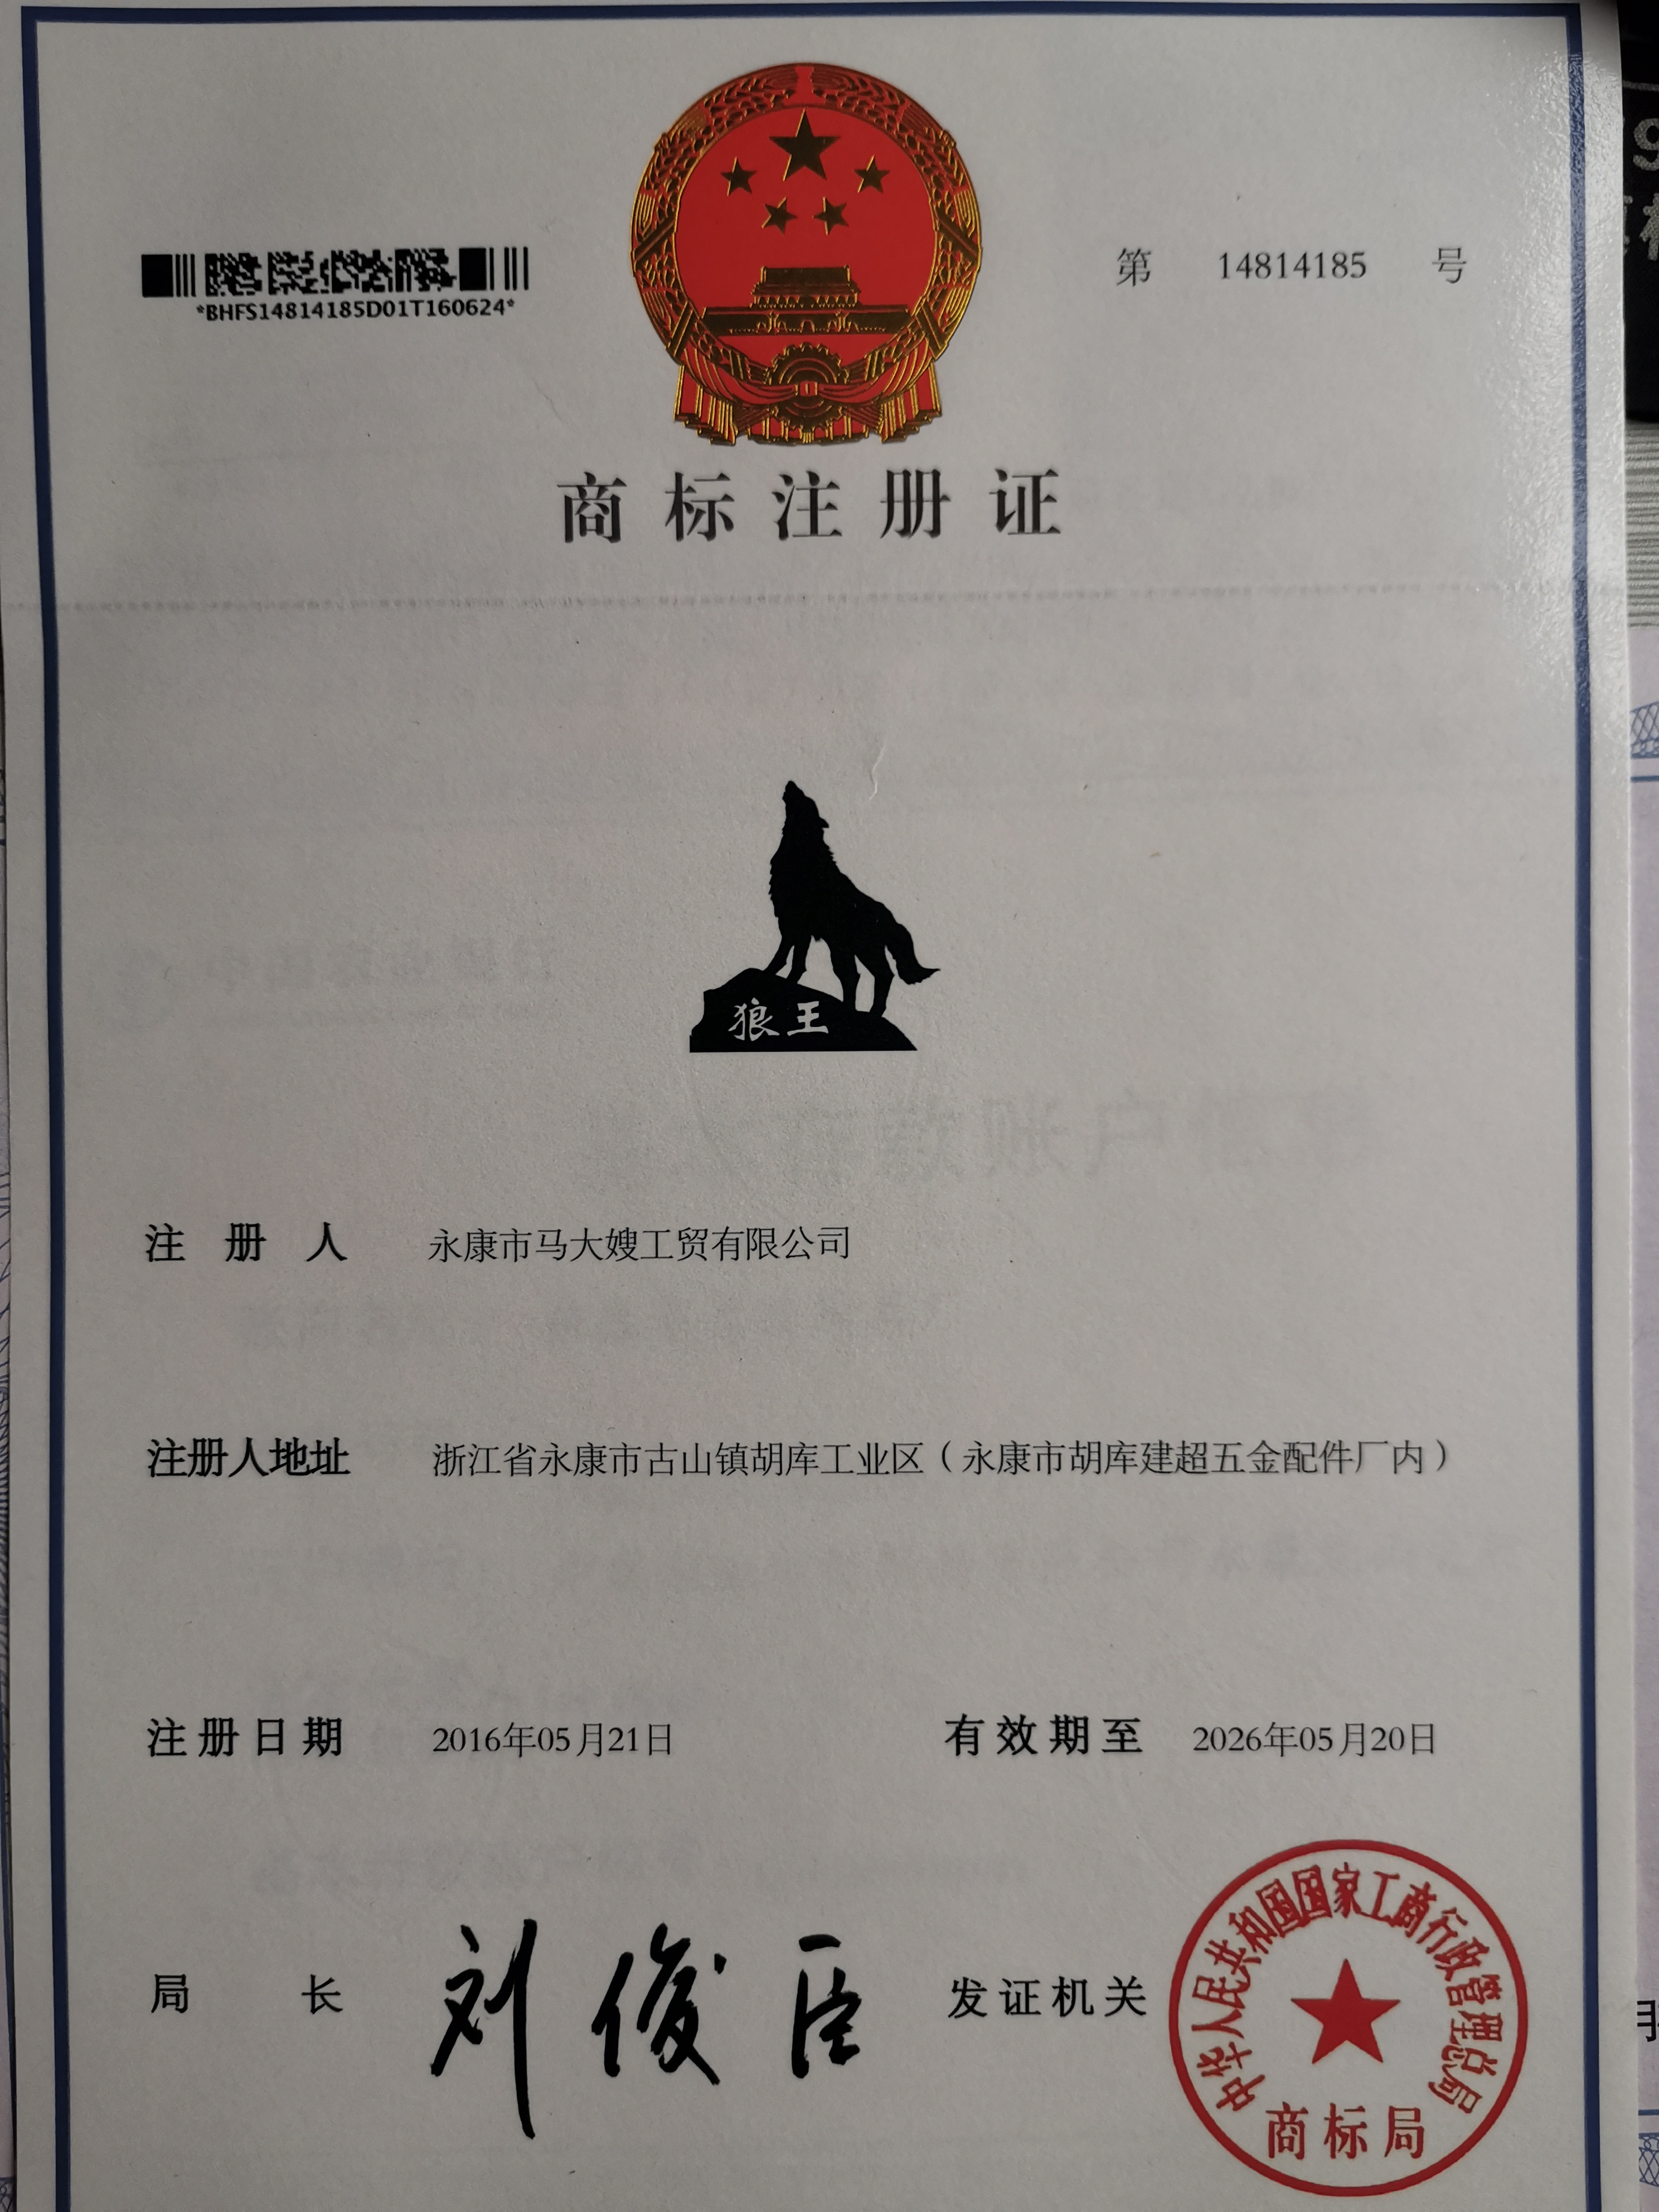 第 14814185 号
*BHFS14814185D01T160624*
商标注册证
狼王
注册人 永康市马大嫂工贸有限公司
注册人地址 浙江省永康市古山镇胡库工业区（永康市胡库建超五金配件厂内）
注册日期 2016年05月21日 有效期至 2026年05月20日
局长 刘俊臣 发证机关
中华人民共和国国家工商行政管理总局
商标局